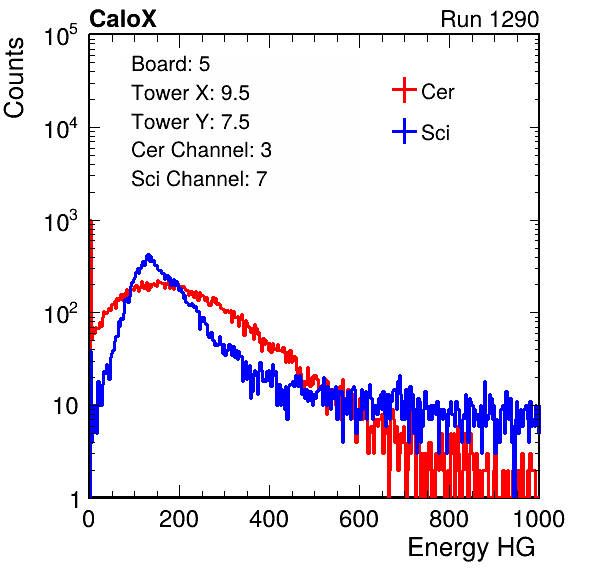 CaloX Run 1290
Counts
10^5
10^4
10^3
10^2
10
1
Board: 5
Tower X: 9.5
Tower Y: 7.5
Cer Channel: 3
Sci Channel: 7
Cer
Sci
0 200 400 600 800 1000
Energy HG